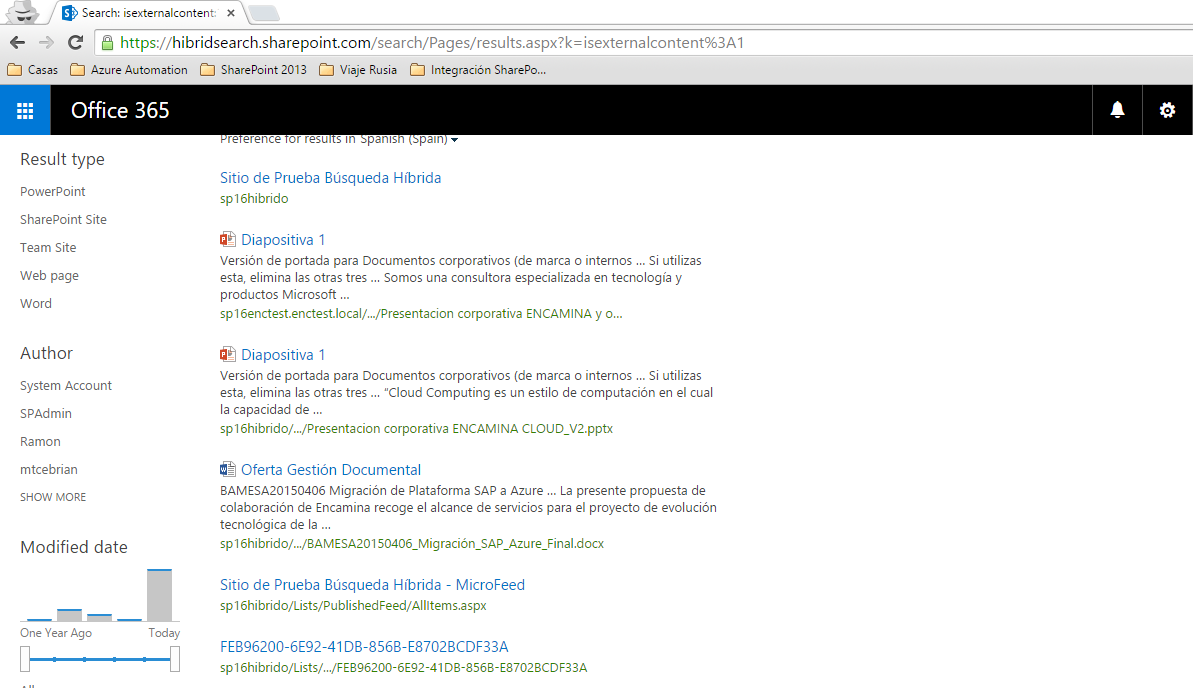 Search: isexternalcontent:
https://hibridsearch.sharepoint.com/search/Pages/results.aspx?k=isexternalcontent%3A1
Casas
Azure Automation
SharePoint 2013
Viaje Rusia
Integración SharePo...
Office 365
Preference for results in Spanish (Spain)
Result type
PowerPoint
SharePoint Site
Team Site
Web page
Word
Author
System Account
SPAdmin
Ramon
mtcebrian
SHOW MORE
Modified date
One Year Ago
Today
Sitio de Prueba Búsqueda Híbrida
sp16hibrido
Diapositiva 1
Versión de portada para Documentos corporativos (de marca o internos ... Si utilizas
esta, elimina las otras tres ... Somos una consultora especializada en tecnología y
productos Microsoft ...
sp16enctest.enctest.local/.../Presentacion corporativa ENCAMINA y o...
Diapositiva 1
Versión de portada para Documentos corporativos (de marca o internos ... Si utilizas
esta, elimina las otras tres ... "Cloud Computing es un estilo de computación en el cual
la capacidad de ...
sp16hibrido/.../Presentacion corporativa ENCAMINA CLOUD_V2.pptx
Oferta Gestión Documental
BAMESA20150406 Migración de Plataforma SAP a Azure ... La presente propuesta de
colaboración de Encamina recoge el alcance de servicios para el proyecto de evolución
tecnológica de la ...
sp16hibrido/.../BAMESA20150406_Migración_SAP_Azure_Final.docx
Sitio de Prueba Búsqueda Híbrida - MicroFeed
sp16hibrido/Lists/PublishedFeed/AllItems.aspx
FEB96200-6E92-41DB-856B-E8702BCDF33A
sp16hibrido/Lists/.../FEB96200-6E92-41DB-856B-E8702BCDF33A